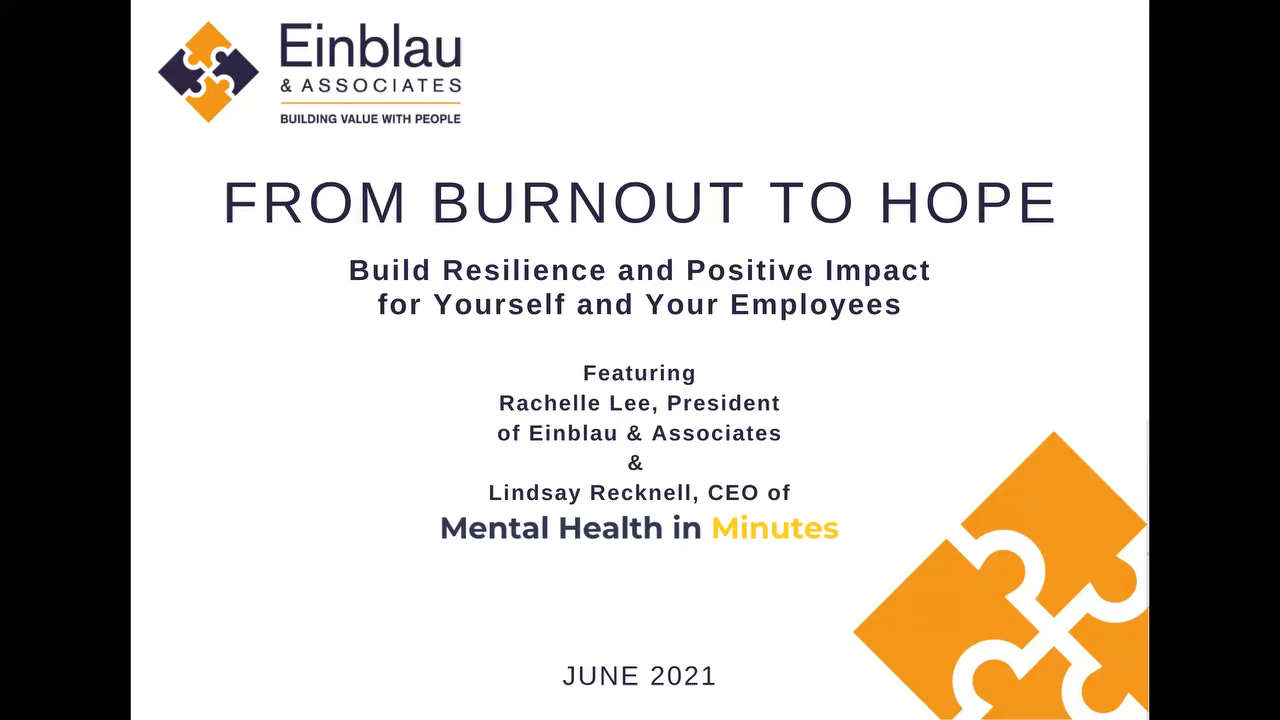 Einblau
& ASSOCIATES
BUILDING VALUE WITH PEOPLE
FROM BURNOUT TO HOPE
Build Resilience and Positive Impact
for Yourself and Your Employees
Featuring
Rachelle Lee, President
of Einblau & Associates
&
Lindsay Recknell, CEO of
Mental Health in Minutes
JUNE 2021